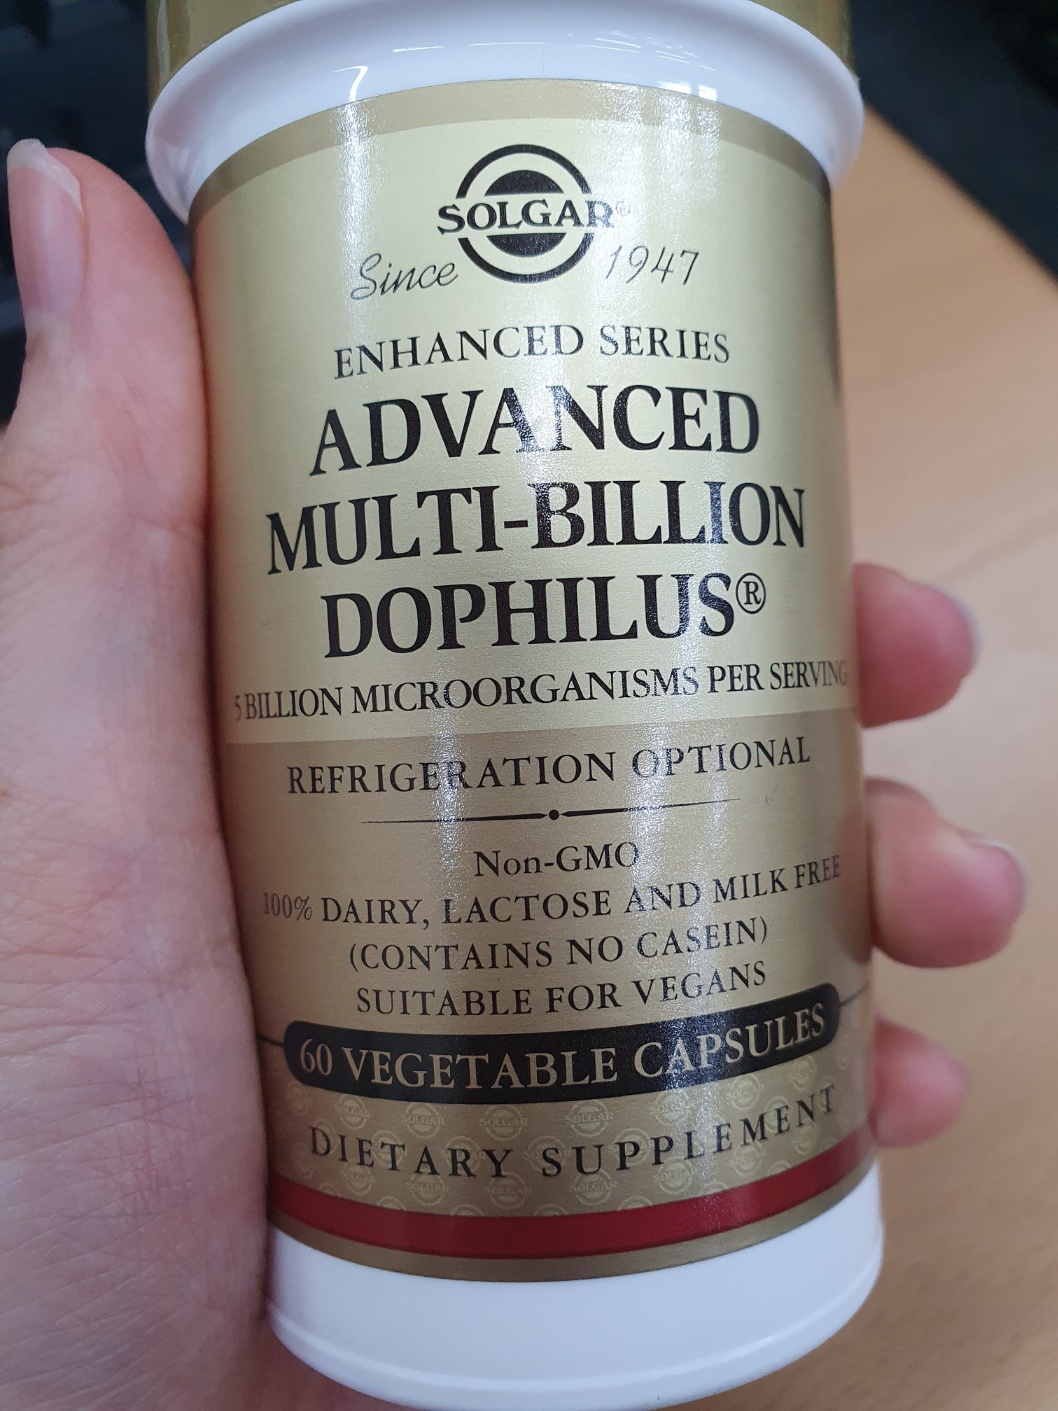 SOLGAR®
Since 1947
ENHANCED SERIES
ADVANCED
MULTI-BILLION
DOPHILUS®
5 BILLION MICROORGANISMS PER SERVING
REFRIGERATION OPTIONAL
Non-GMO
100% DAIRY, LACTOSE AND MILK FREE
(CONTAINS NO CASEIN)
SUITABLE FOR VEGANS
60 VEGETABLE CAPSULES
DIETARY SUPPLEMENT